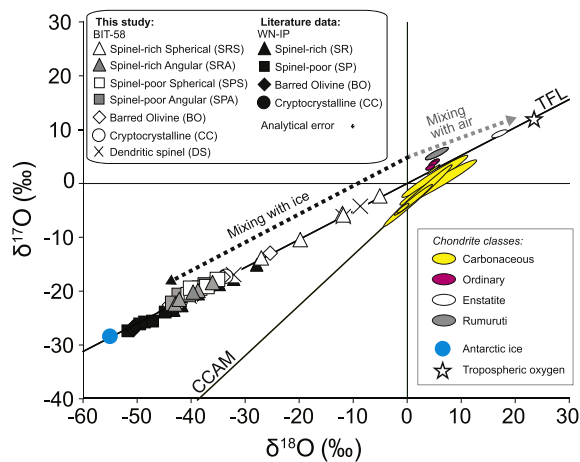 This study:
BIT-58
Spinel-rich Spherical (SRS)
Spinel-rich Angular (SRA)
Spinel-poor Spherical (SPS)
Spinel-poor Angular (SPA)
Barred Olivine (BO)
Cryptocrystalline (CC)
Dendritic spinel (DS)
Literature data:
WN-IP
Spinel-rich (SR)
Spinel-poor (SP)
Barred Olivine (BO)
Cryptocrystalline (CC)
Analytical error
Mixing
with air
TFL
Mixing with ice
CCAM
Chondrite classes:
Carbonaceous
Ordinary
Enstatite
Rumuruti
Antarctic ice
Tropospheric oxygen
δ17O (‰)
30
20
10
0
-10
-20
-30
-40
-60 -50 -40 -30 -20 -10 0 10 20 30
δ18O (‰)